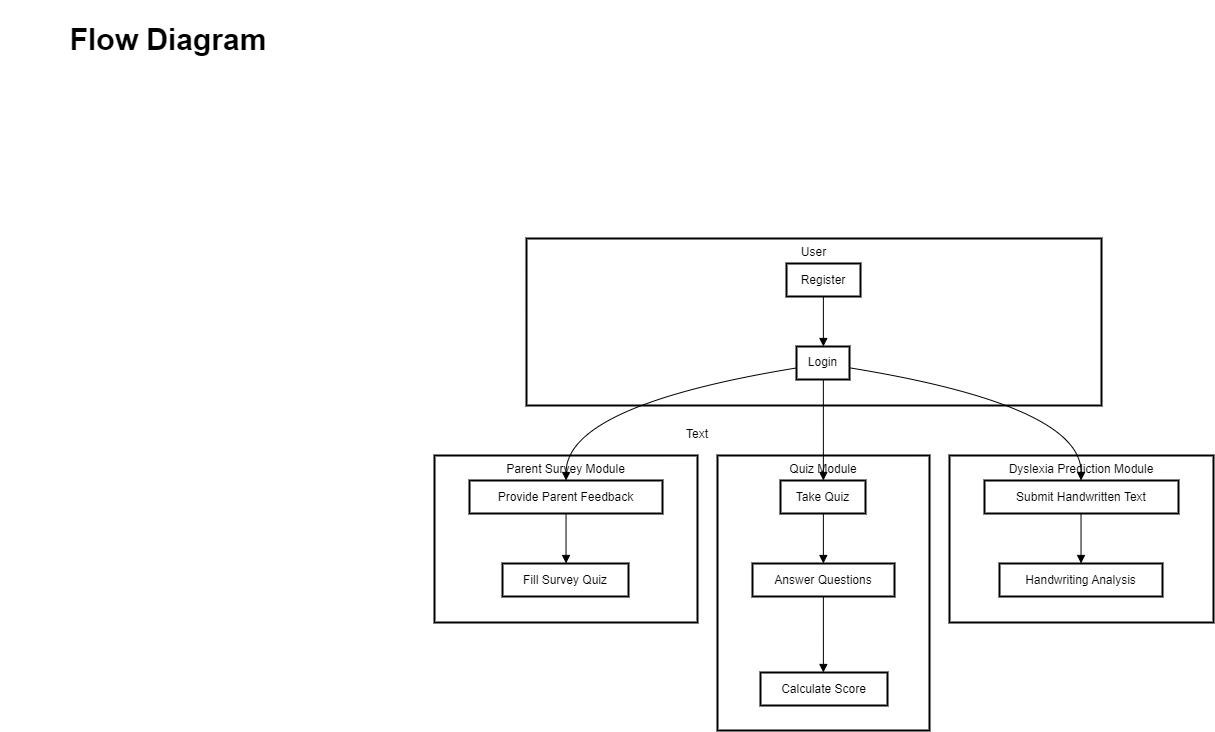 Flow Diagram
User
Register
Login
Text
Parent Survey Module
Provide Parent Feedback
Fill Survey Quiz
Quiz Module
Take Quiz
Answer Questions
Calculate Score
Dyslexia Prediction Module
Submit Handwritten Text
Handwriting Analysis